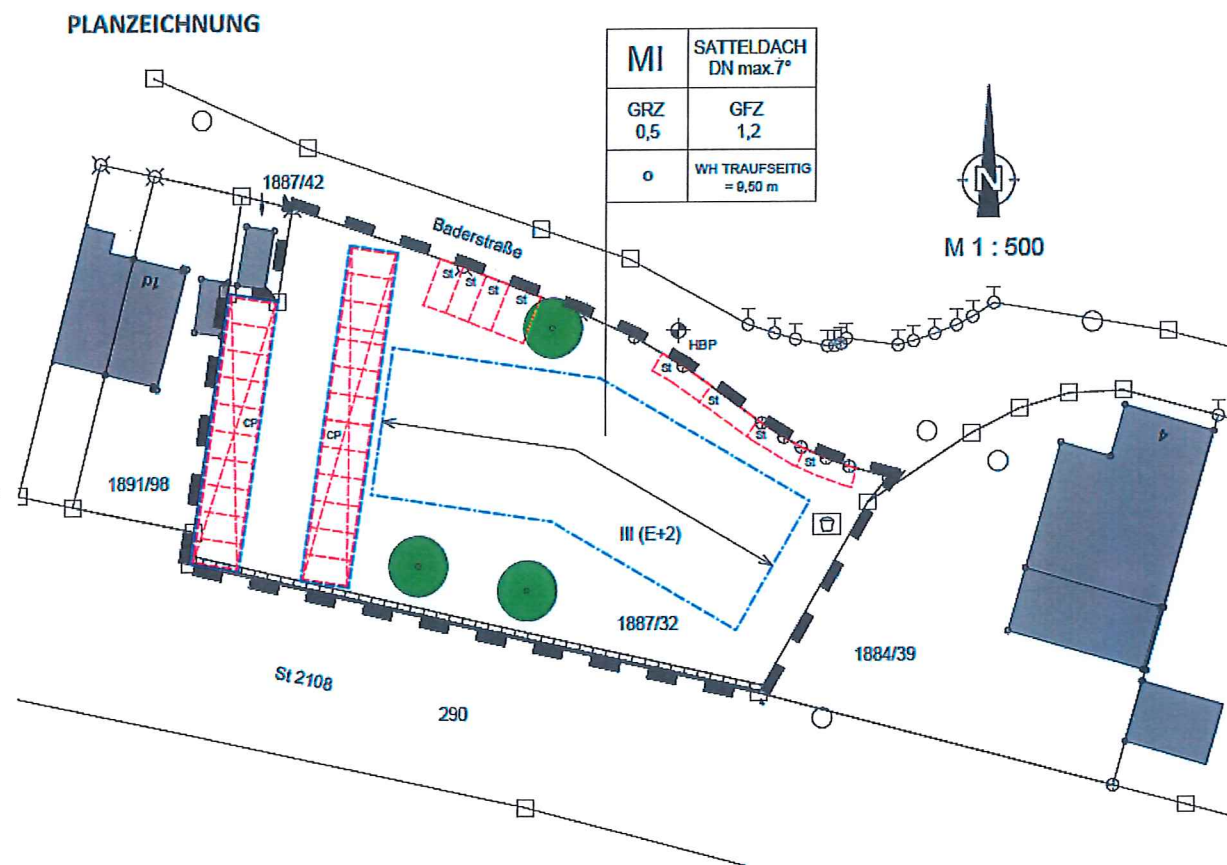 PLANZEICHNUNG
MI
SATTELDACH
DN max.7°
GRZ
0,5
GFZ
1,2
o
WH TRAUFSEITIG
= 9,50 m
N
M 1 : 500
1887/42
Baderstraße
1d
St
St
St
St
HBP
St
St
St
St
4
CP
CP
1891/98
III (E+2)
1887/32
1884/39
St 2108
290